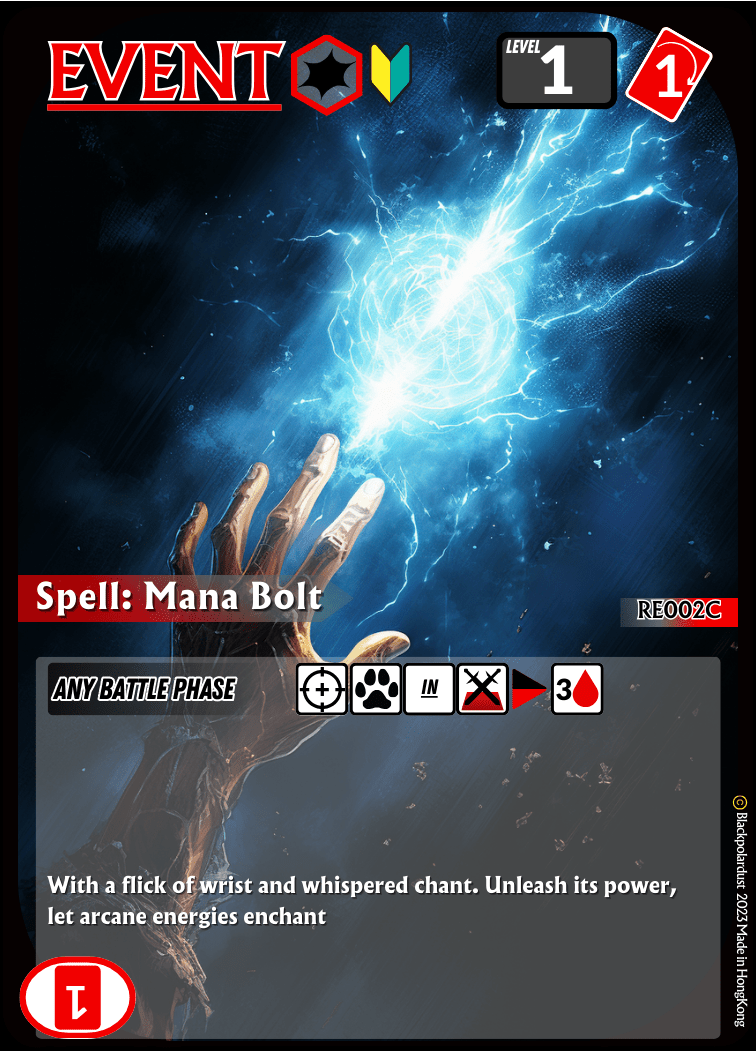 EVENT
LEVEL
1
1
Spell: Mana Bolt
RE002C
ANY BATTLE PHASE
IN
3
With a flick of wrist and whispered chant. Unleash its power,
let arcane energies enchant
1
© Blackpolardust 2023 Made in HongKong